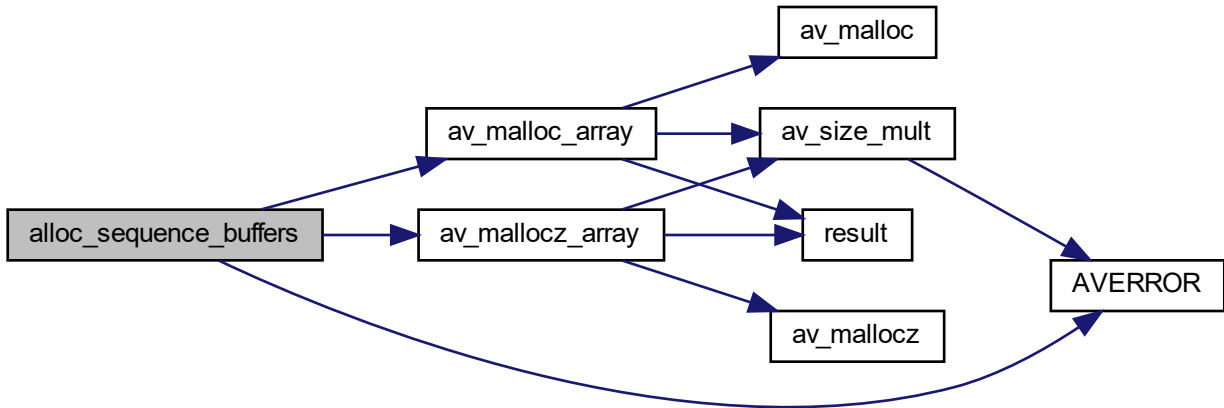 av_malloc
av_malloc_array
av_size_mult
alloc_sequence_buffers
av_mallocz_array
result
AVERROR
av_mallocz